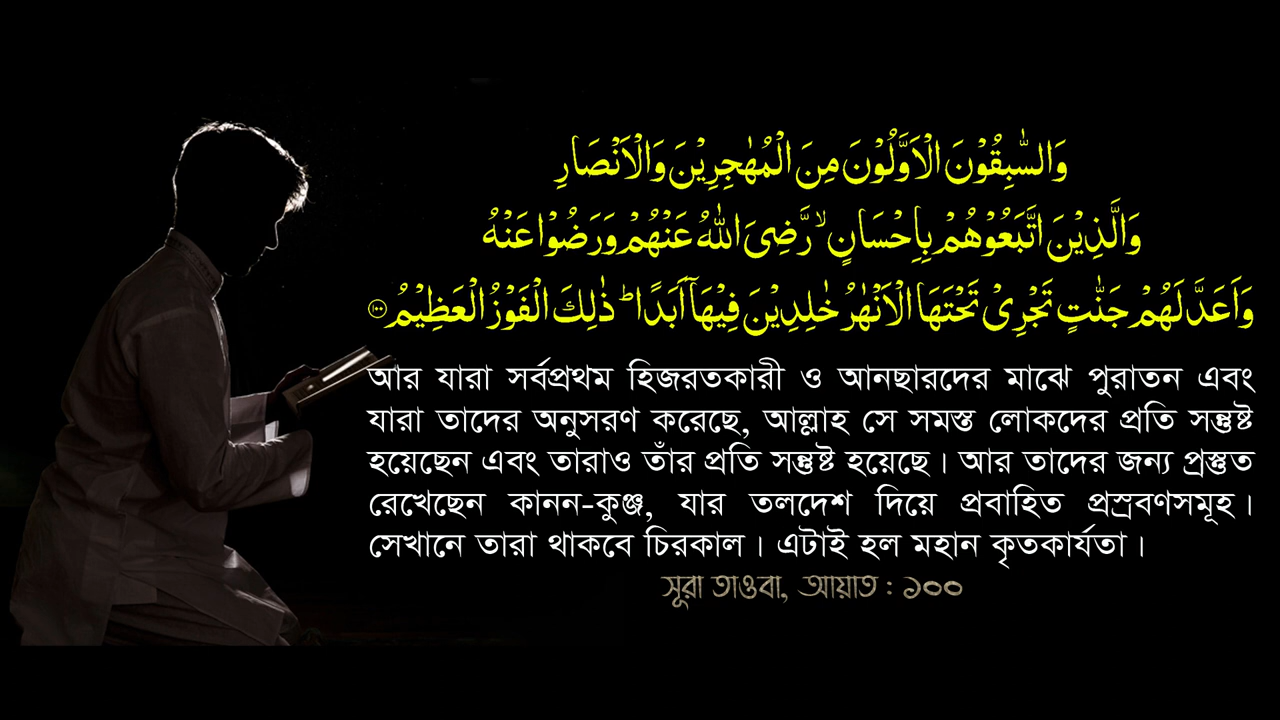 وَالسّٰبِقُوۡنَ الۡاَوَّلُوۡنَ مِنَ الۡمُهٰجِرِيۡنَ وَالۡاَنۡصَارِ
وَالَّذِيۡنَ اتَّبَعُوۡهُمۡ بِاِحۡسَانٍ ۙ رَّضِىَ اللّٰهُ عَنۡهُمۡ وَرَضُوۡا عَنۡهُ
وَاَعَدَّ لَهُمۡ جَنّٰتٍ تَجۡرِىۡ تَحۡتَهَا الۡاَنۡهٰرُ خٰلِدِيۡنَ فِيۡهَاۤ اَبَدًا ؕ ذٰلِكَ الۡفَوۡزُ الۡعَظِيۡمُ ﴿۱۰۰﴾
আর যারা সর্বপ্রথম হিজরতকারী ও আনছারদের মাঝে পুরাতন এবং
যারা তাদের অনুসরণ করেছে, আল্লাহ সে সমস্ত লোকদের প্রতি সন্তুষ্ট
হয়েছেন এবং তারাও তাঁর প্রতি সন্তুষ্ট হয়েছে। আর তাদের জন্য প্রস্তুত
রেখেছেন কানন-কুঞ্জ, যার তলদেশ দিয়ে প্রবাহিত প্রস্রবণসমূহ।
সেখানে তারা থাকবে চিরকাল। এটাই হল মহান কৃতকার্যতা।
সূরা তাওবা, আয়াত : ১০০